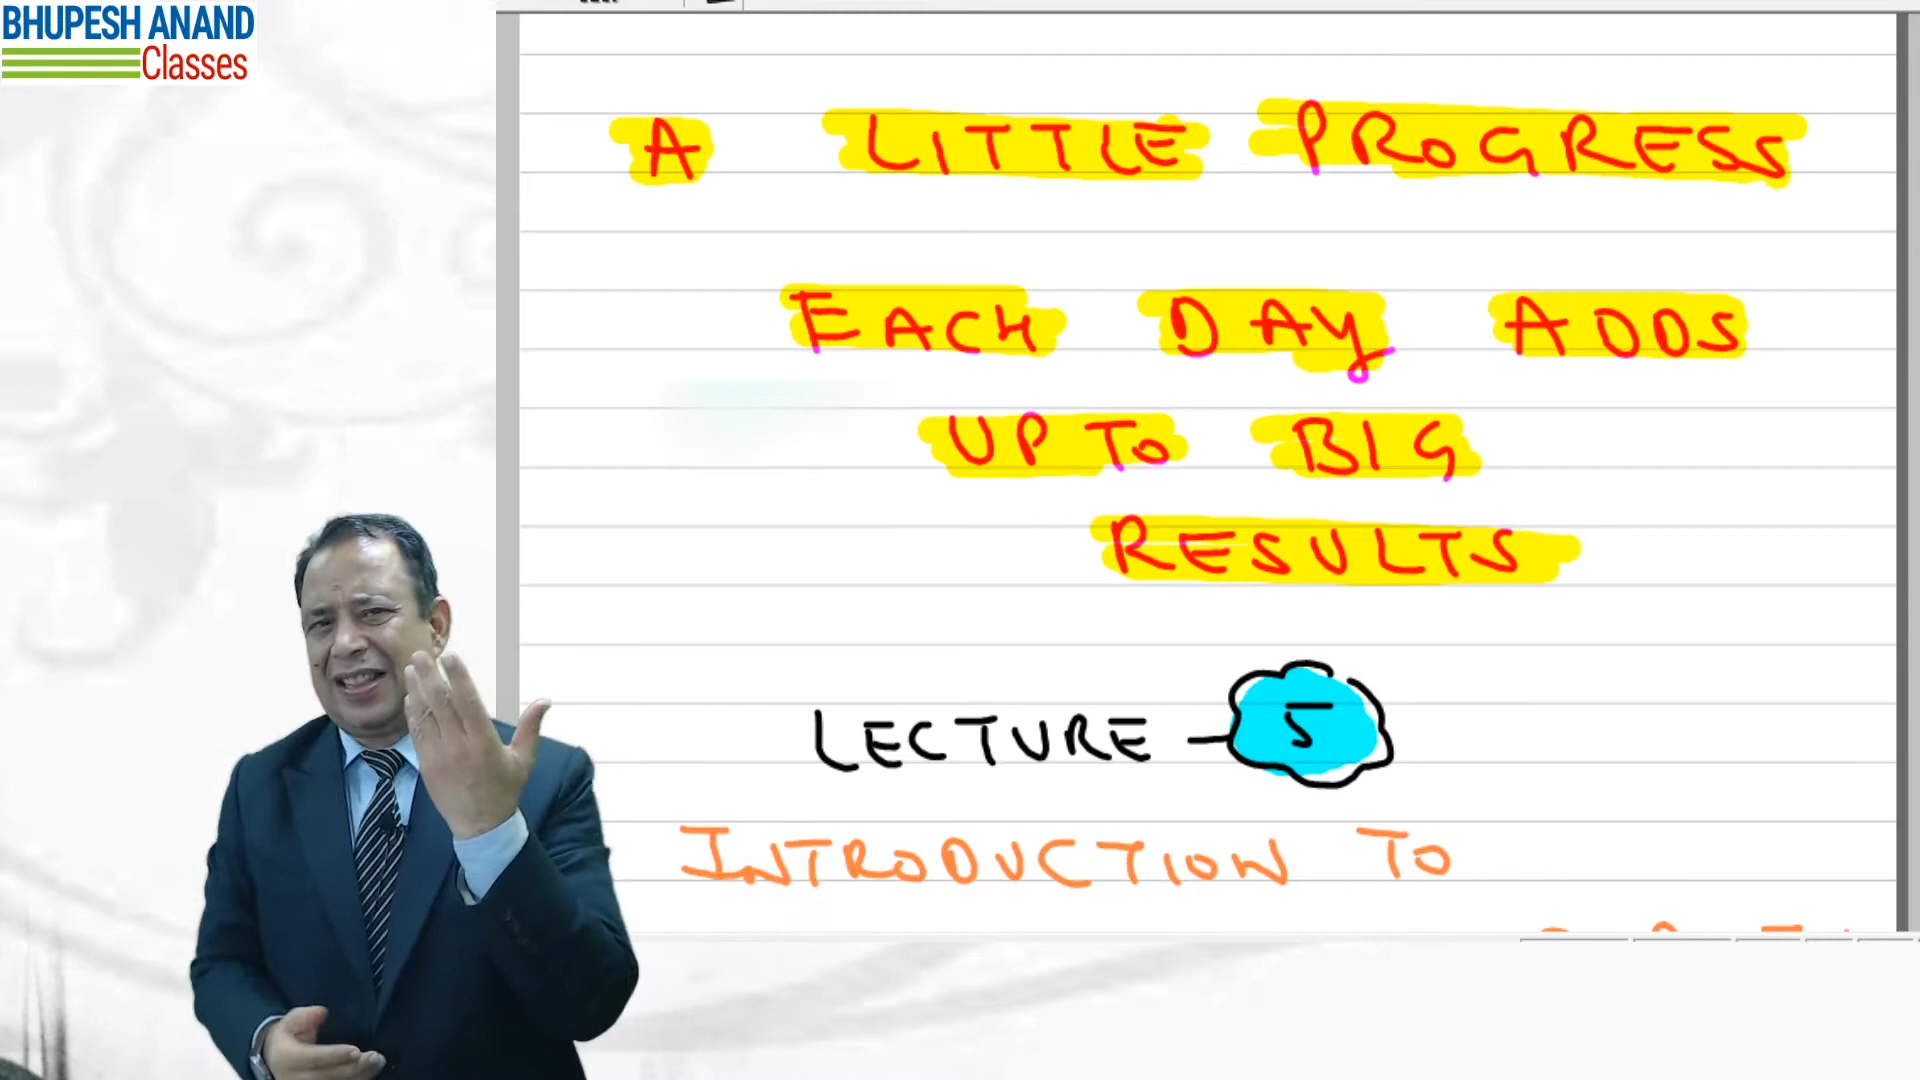 BHUPESH ANAND
Classes
A LITTLE PROGRESS
EACH DAY ADDS
UP TO BIG
RESULTS
LECTURE - 5
INTRODUCTION TO